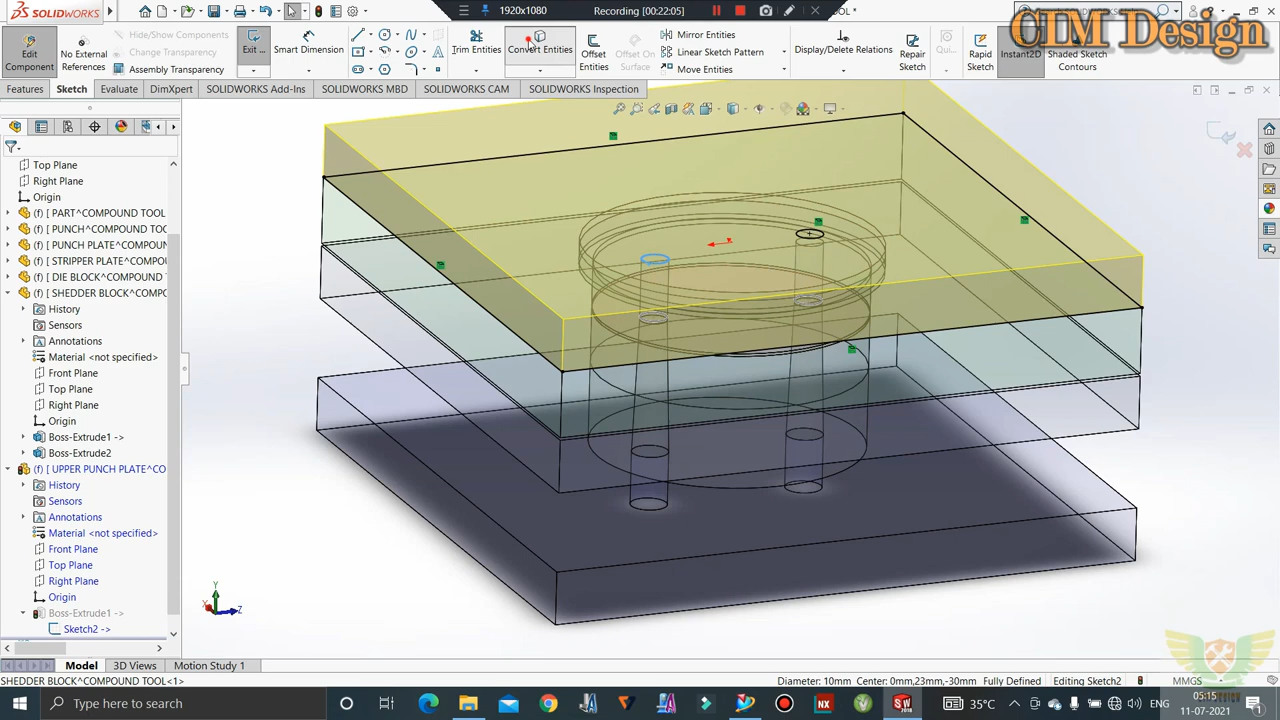 SOLIDWORKS
1920x1080
Recording [00:22:05]
OL *
CIM Design
Edit Component
No External References
Hide/Show Components
Change Transparency
Assembly Transparency
Exit ...
Smart Dimension
Trim Entities
Convert Entities
Offset Entities
Offset On Surface
Mirror Entities
Linear Sketch Pattern
Move Entities
Display/Delete Relations
Repair Sketch
Qui...
Rapid Sketch
Instant2D
Shaded Sketch Contours
Features
Sketch
Evaluate
DimXpert
SOLIDWORKS Add-Ins
SOLIDWORKS MBD
SOLIDWORKS CAM
SOLIDWORKS Inspection
Top Plane
Right Plane
Origin
(f) [ PART^COMPOUND TOOL
(f) [ PUNCH^COMPOUND TOOL
(f) [ PUNCH PLATE^COMPOUN
(f) [ STRIPPER PLATE^COMPOU
(f) [ DIE BLOCK^COMPOUND
(f) [ SHEDDER BLOCK^COMPO
History
Sensors
Annotations
Material <not specified>
Front Plane
Top Plane
Right Plane
Origin
Boss-Extrude1 ->
Boss-Extrude2
(f) [ UPPER PUNCH PLATE^CO
History
Sensors
Annotations
Material <not specified>
Front Plane
Top Plane
Right Plane
Origin
Boss-Extrude1 ->
Sketch2 ->
Y
X
Z
Model
3D Views
Motion Study 1
SHEDDER BLOCK^COMPOUND TOOL<1>
Diameter: 10mm
Center: 0mm,23mm,-30mm
Fully Defined
Editing Sketch2
MMGS
Type here to search
35°C
ENG
05:15
11-07-2021